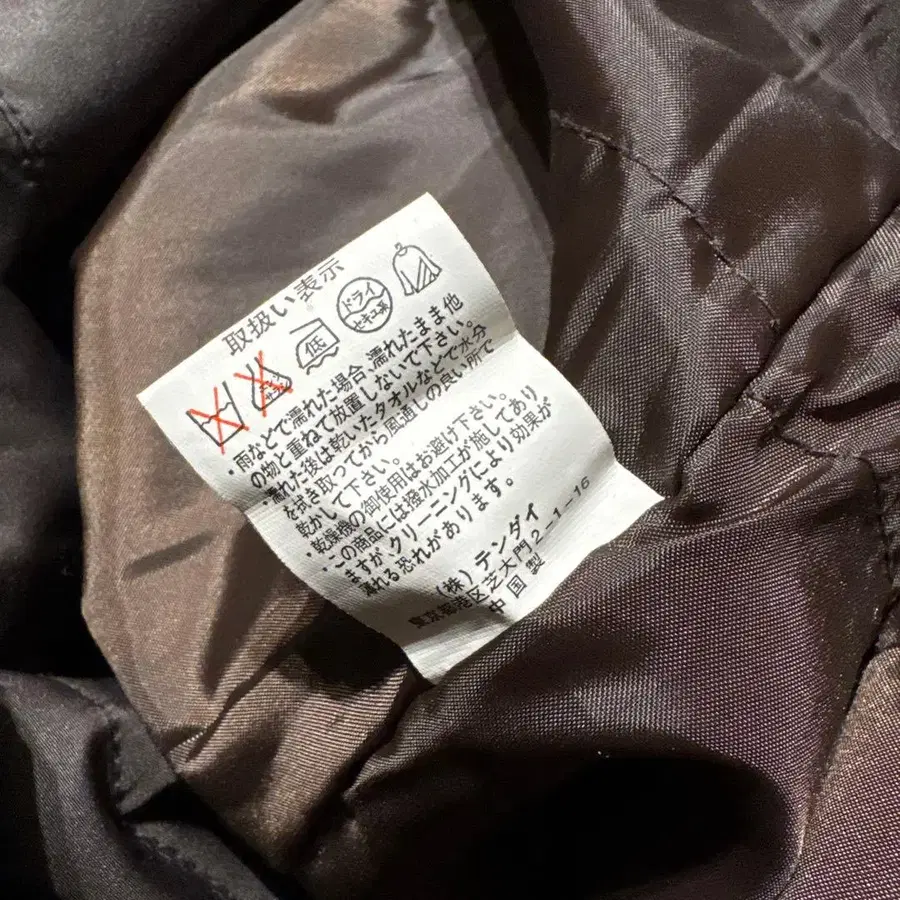 取扱い表示
エンソ
サラシ
低
ドライ
セキユ系
・雨などで濡れた場合、濡れたまま他
の物と重ねて放置しないで下さい。
・濡れた後は乾いたタオルなどで水分
を拭き取ってから風通しの良い所で
乾かして下さい。
・乾燥機の御使用はお避け下さい。
・この商品には撥水加工が施してあり
ますが、クリーニングにより効果が
薄れる恐れがあります。
(株)テンダイ
東京都港区芝大門2-1-16
中国製